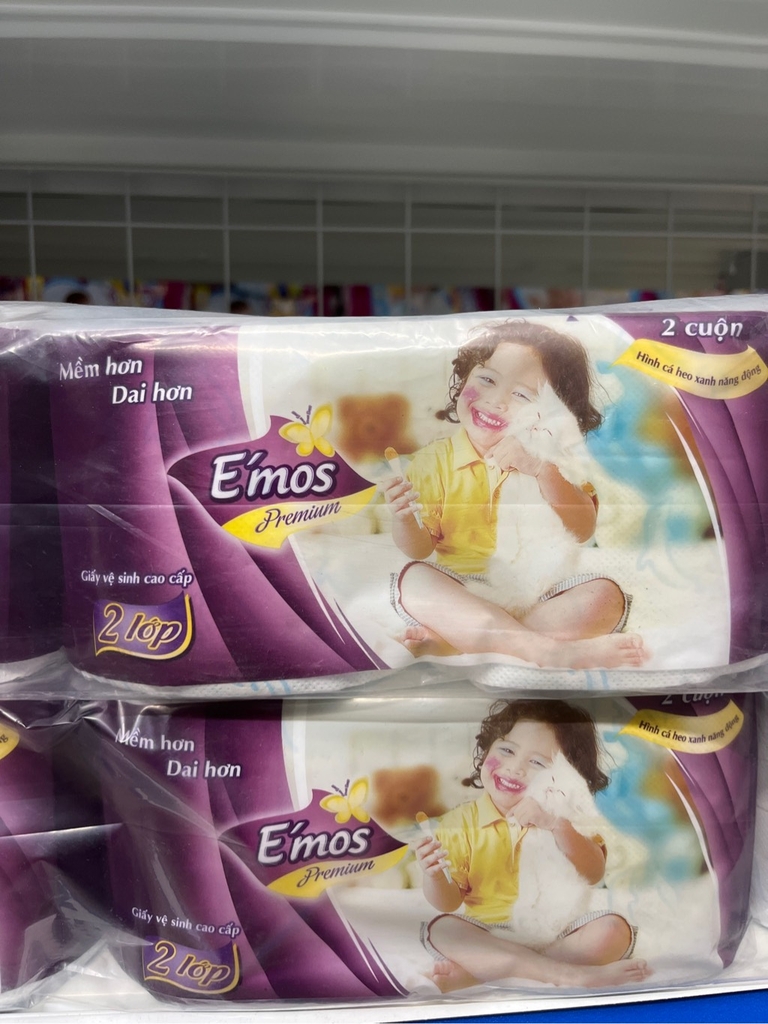 2 cuộn
Hình cá heo xanh năng động
Mềm hơn
Dai hơn
E'mos
Premium
Giấy vệ sinh cao cấp
2 lớp
2 cuộn
Hình cá heo xanh năng động
Mềm hơn
Dai hơn
E'mos
Premium
Giấy vệ sinh cao cấp
2 lớp